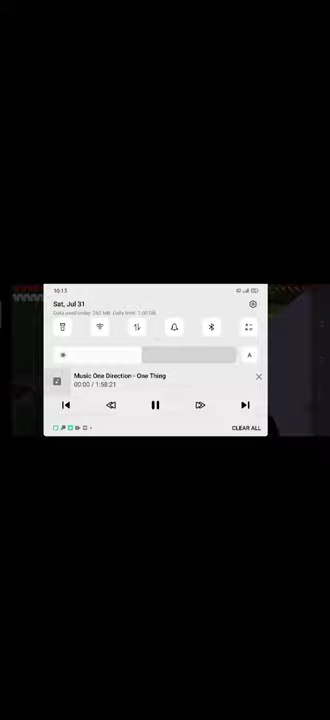 10:15
Sat, Jul 31
Data used today: 262 MB Daily limit: 1.00 GB
A
Music One Direction - One Thing
00:00 / 1:58:21
CLEAR ALL